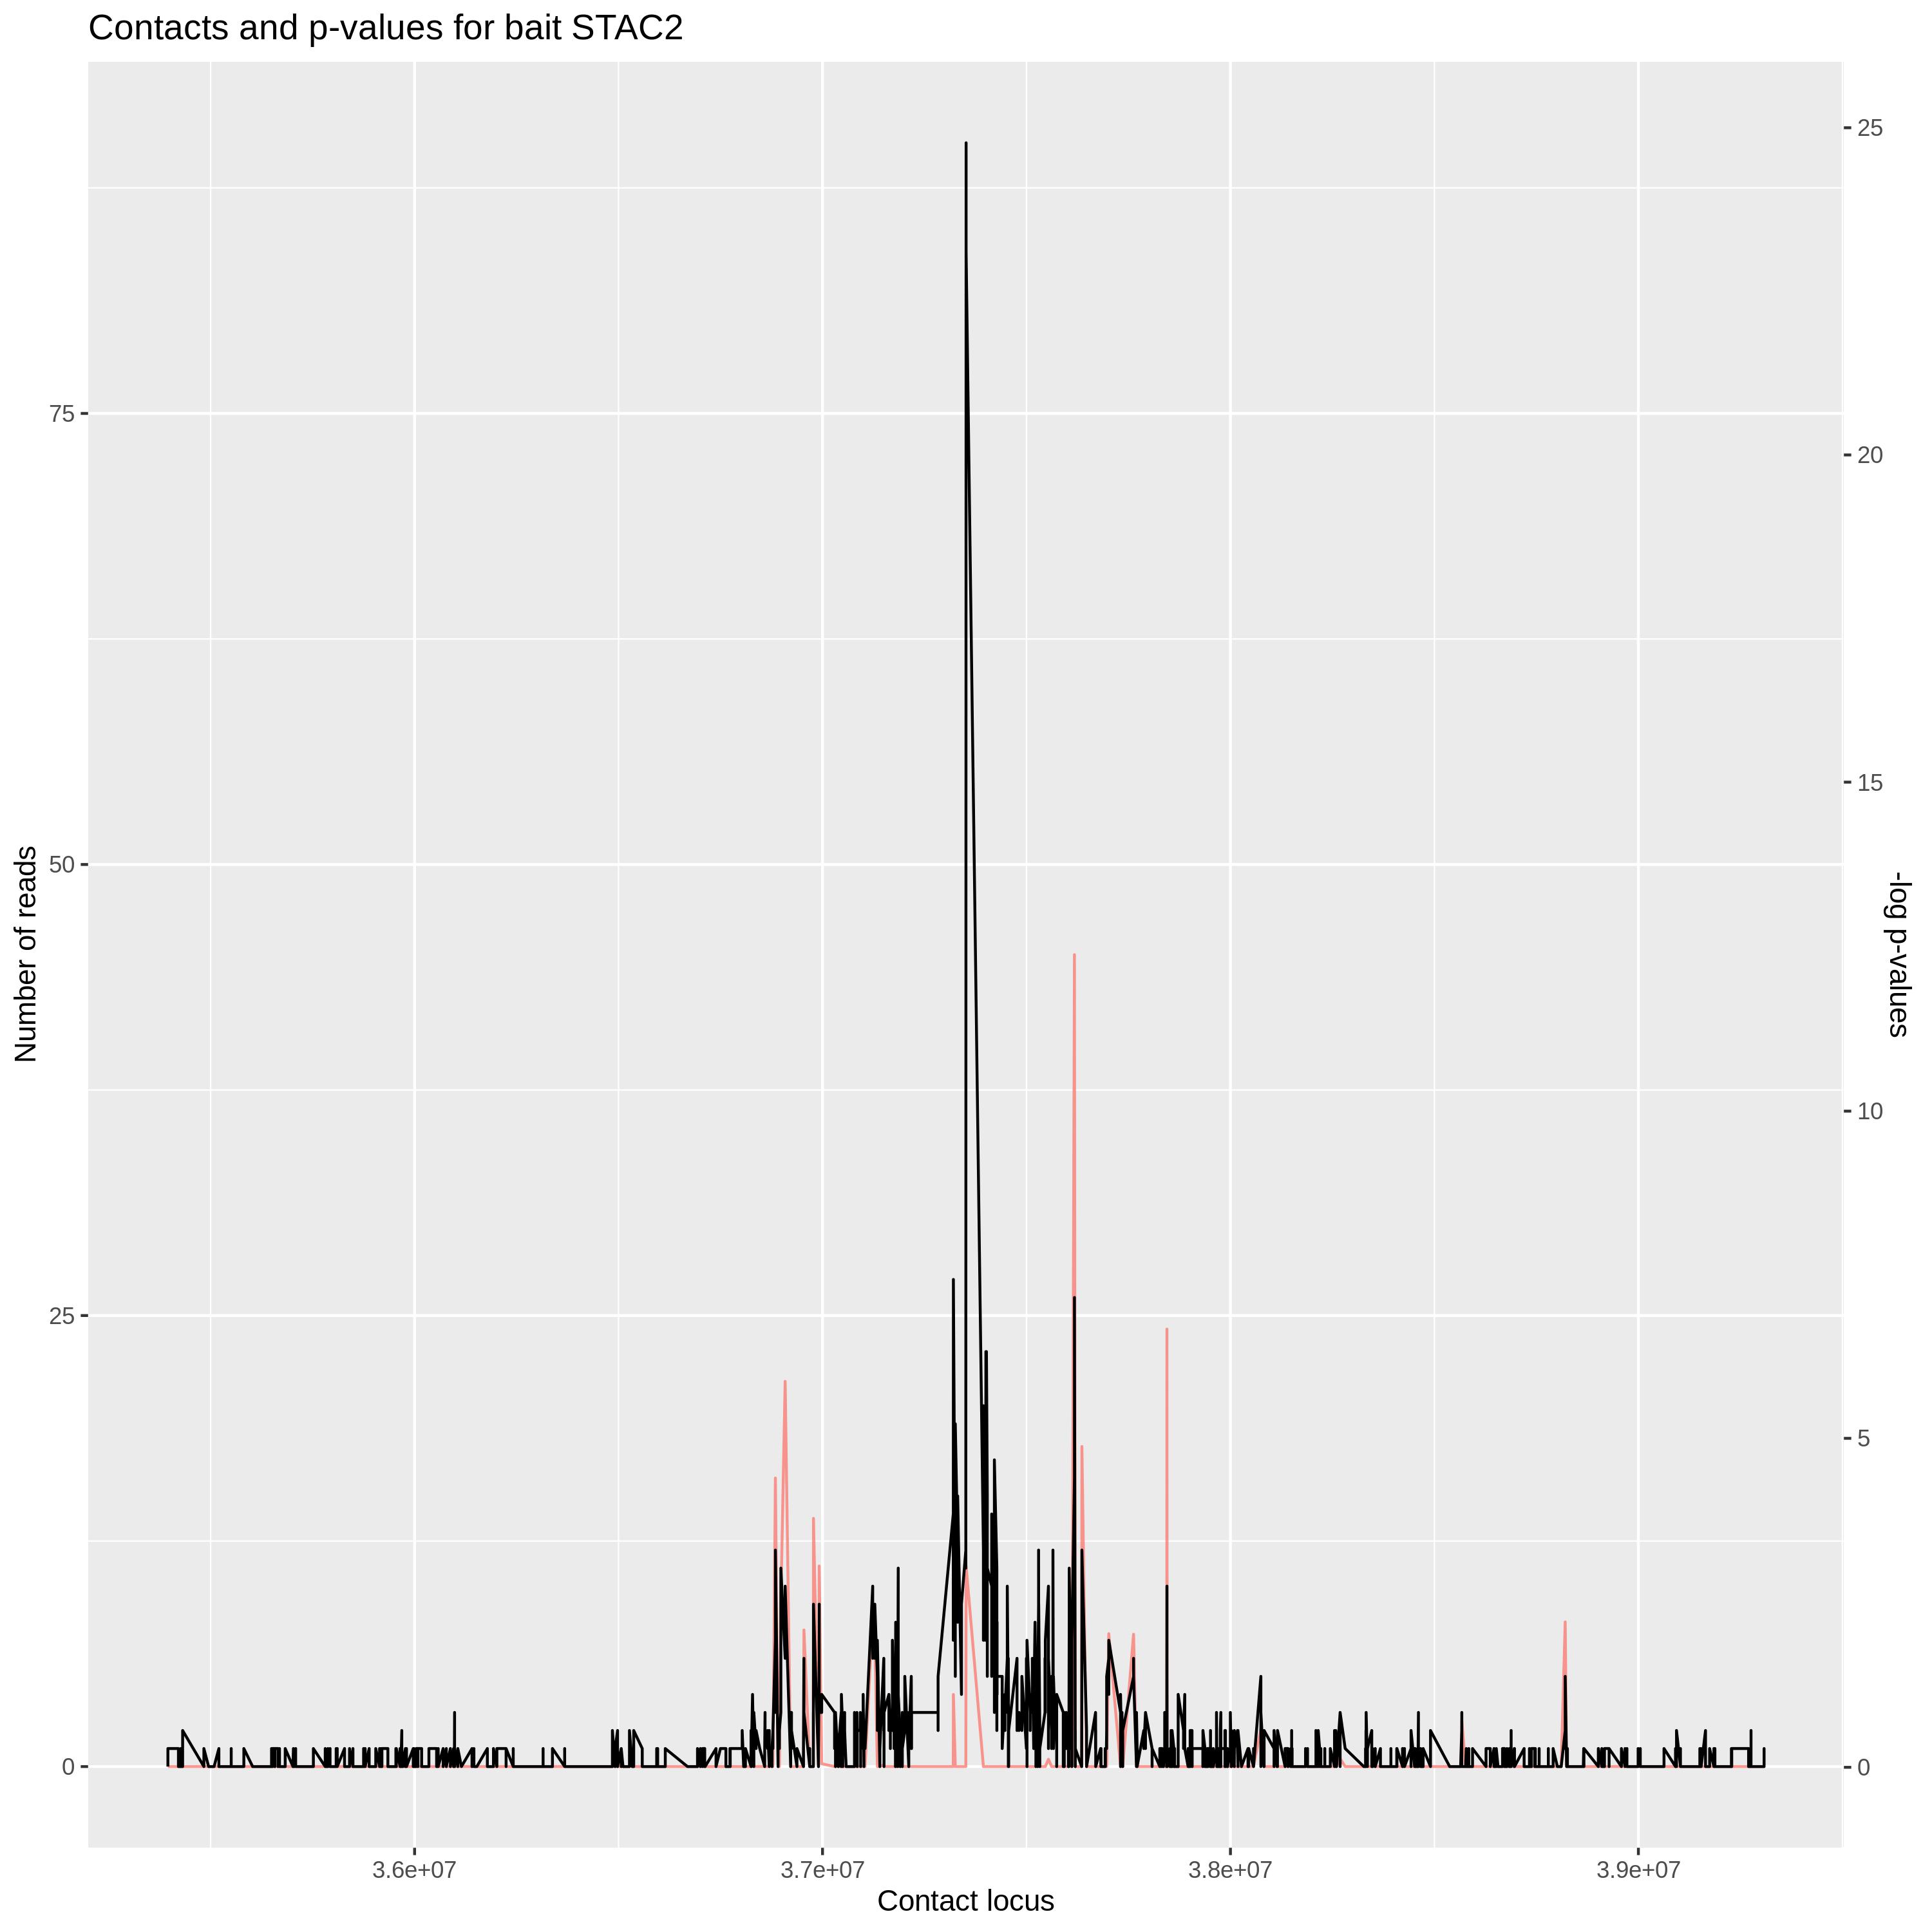 Contacts and p-values for bait STAC2
25
75
20
15
50
Number of reads
-log p-values
10
25
5
0
0
3.6e+07
3.7e+07
3.8e+07
3.9e+07
Contact locus